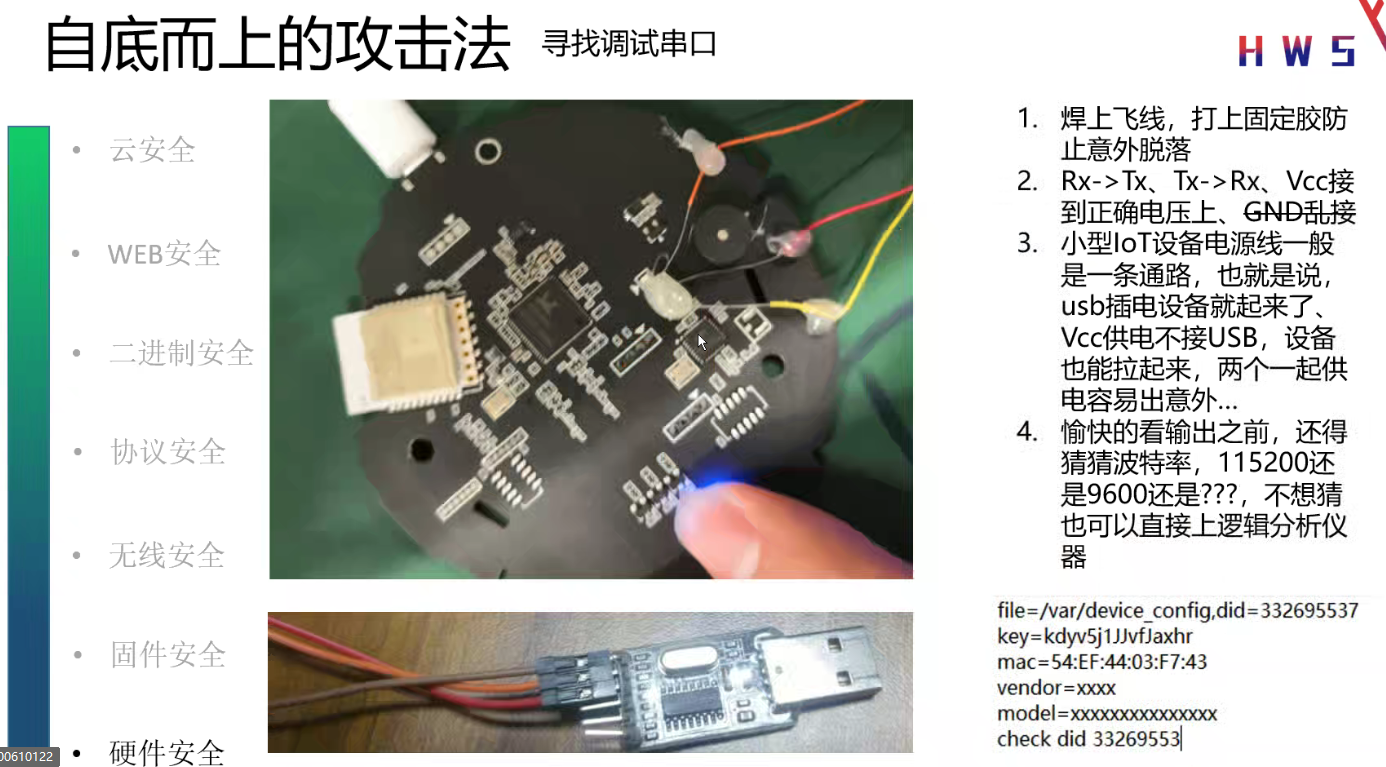 自底而上的攻击法 寻找调试串口
HWS
• 云安全
• WEB安全
• 二进制安全
• 协议安全
• 无线安全
• 固件安全
• 硬件安全
00610122
1. 焊上飞线，打上固定胶防
止意外脱落
2. Rx->Tx、Tx->Rx、Vcc接
到正确电压上、GND乱接
3. 小型IoT设备电源线一般
是一条通路，也就是说，
usb插电设备就起来了、
Vcc供电不接USB，设备
也能拉起来，两个一起供
电容易出意外...
4. 愉快的看输出之前，还得
猜猜波特率，115200还
是9600还是???，不想猜
也可以直接上逻辑分析仪
器
file=/var/device_config,did=332695537
key=kdyv5j1JJvfJaxhr
mac=54:EF:44:03:F7:43
vendor=xxxx
model=xxxxxxxxxxxxxxx
check did 33269553